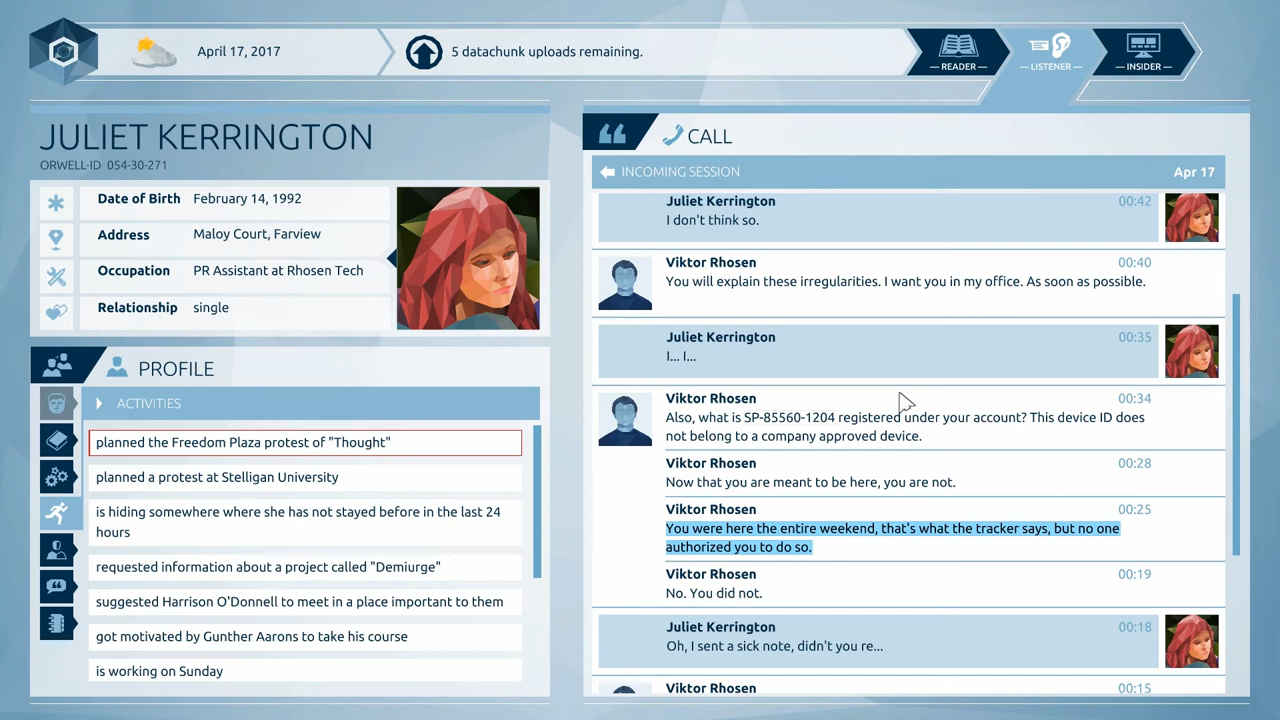 April 17, 2017
5 datachunk uploads remaining.
— READER —
— LISTENER —
— INSIDER —
JULIET KERRINGTON
ORWELL-ID 054-30-271
Date of Birth February 14, 1992
Address Maloy Court, Farview
Occupation PR Assistant at Rhosen Tech
Relationship single
PROFILE
ACTIVITIES
planned the Freedom Plaza protest of "Thought"
planned a protest at Stelligan University
is hiding somewhere where she has not stayed before in the last 24
hours
requested information about a project called "Demiurge"
suggested Harrison O'Donnell to meet in a place important to them
got motivated by Gunther Aarons to take his course
is working on Sunday
CALL
INCOMING SESSION Apr 17
Juliet Kerrington 00:42
I don't think so.
Viktor Rhosen 00:40
You will explain these irregularities. I want you in my office. As soon as possible.
Juliet Kerrington 00:35
I... I...
Viktor Rhosen 00:34
Also, what is SP-85560-1204 registered under your account? This device ID does
not belong to a company approved device.
Viktor Rhosen 00:28
Now that you are meant to be here, you are not.
Viktor Rhosen 00:25
You were here the entire weekend, that's what the tracker says, but no one
authorized you to do so.
Viktor Rhosen 00:19
No. You did not.
Juliet Kerrington 00:18
Oh, I sent a sick note, didn't you re...
Viktor Rhosen 00:15